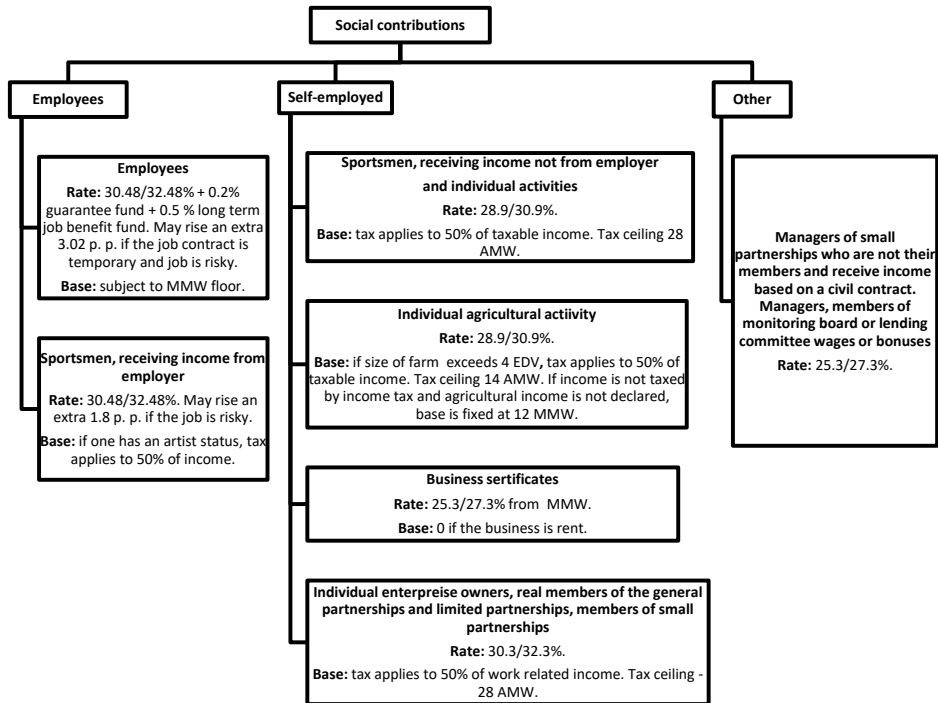 Social contributions
Employees
Self-employed
Other
Employees
Rate: 30.48/32.48% + 0.2%
guarantee fund + 0.5 % long term
job benefit fund. May rise an extra
3.02 p. p. if the job contract is
temporary and job is risky.
Base: subject to MMW floor.
Sportsmen, receiving income from
employer
Rate: 30.48/32.48%. May rise an
extra 1.8 p. p. if the job is risky.
Base: if one has an artist status, tax
applies to 50% of income.
Sportsmen, receiving income not from employer
and individual activities
Rate: 28.9/30.9%.
Base: tax applies to 50% of taxable income. Tax ceiling 28
AMW.
Individual agricultural actiivity
Rate: 28.9/30.9%.
Base: if size of farm exceeds 4 EDV, tax applies to 50% of
taxable income. Tax ceiling 14 AMW. If income is not taxed
by income tax and agricultural income is not declared,
base is fixed at 12 MMW.
Business sertificates
Rate: 25.3/27.3% from MMW.
Base: 0 if the business is rent.
Individual enterpreise owners, real members of the general
partnerships and limited partnerships, members of small
partnerships
Rate: 30.3/32.3%.
Base: tax applies to 50% of work related income. Tax ceiling -
28 AMW.
Managers of small
partnerships who are not their
members and receive income
based on a civil contract.
Managers, members of
monitoring board or lending
committee wages or bonuses
Rate: 25.3/27.3%.